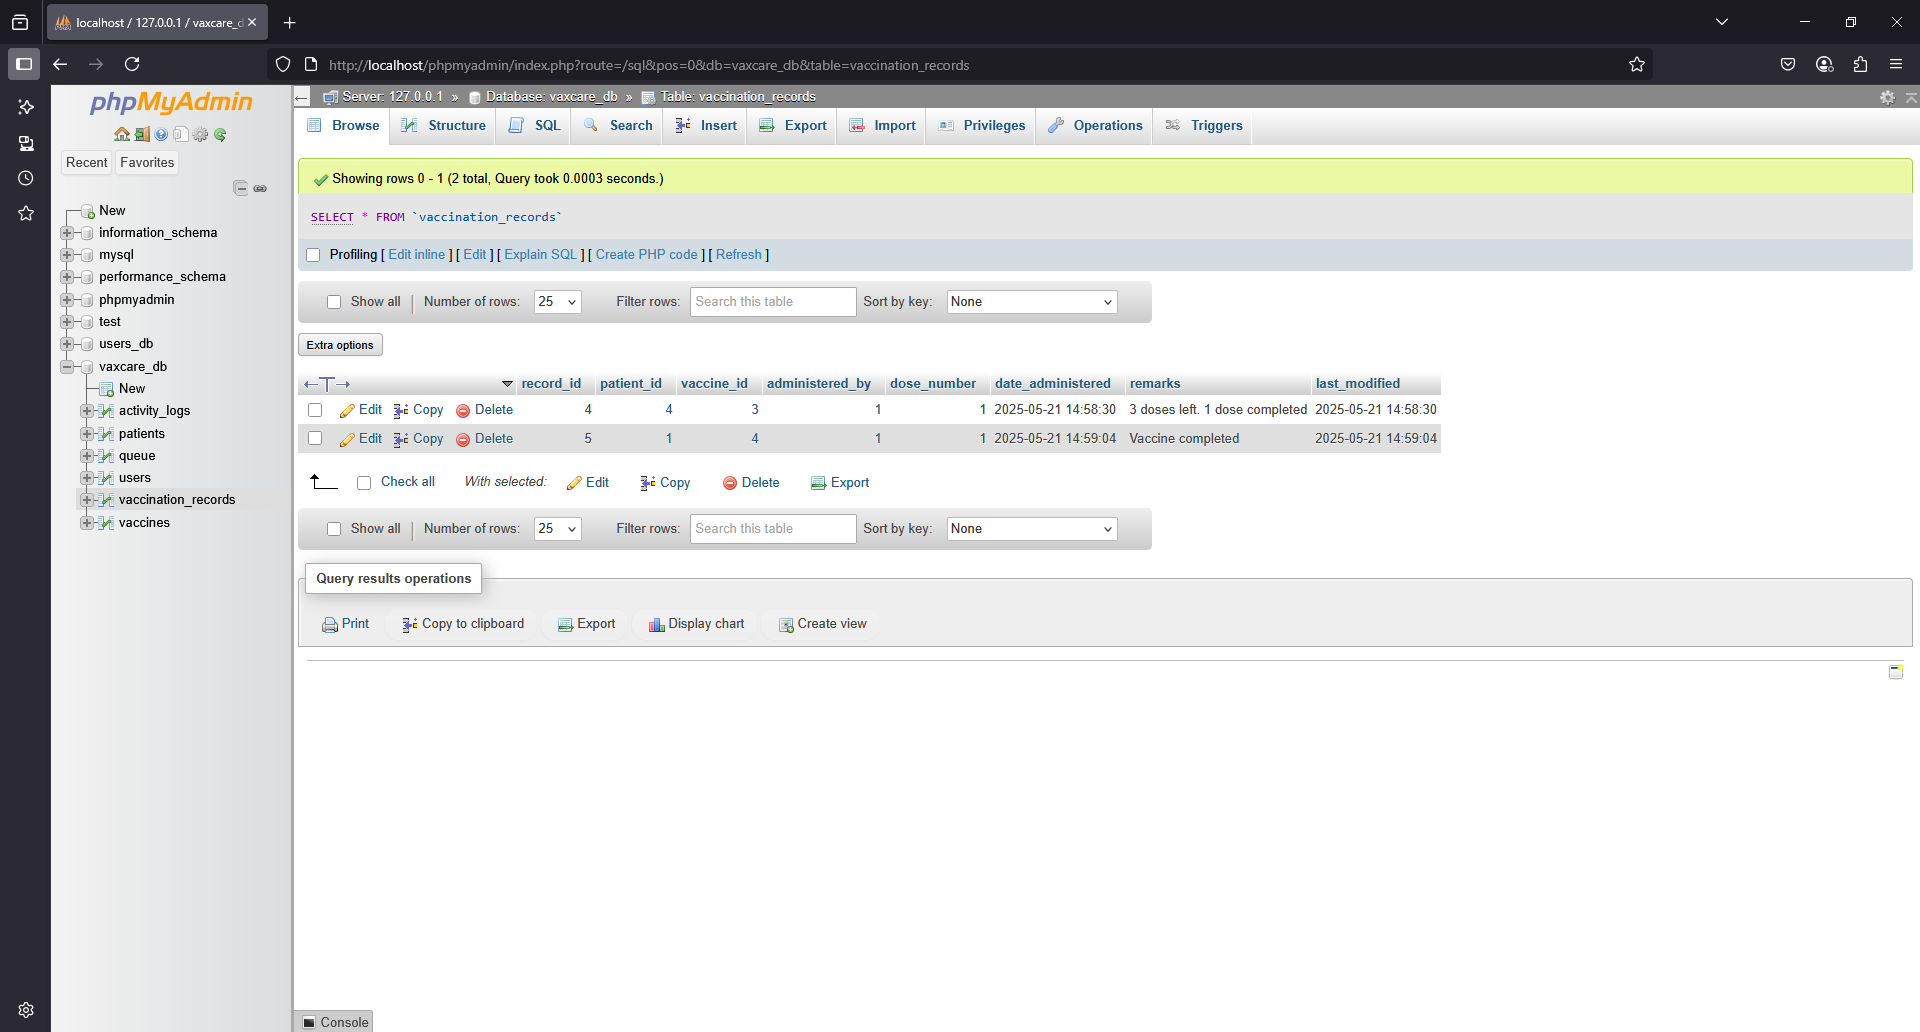 localhost / 127.0.0.1 / vaxcare_d
http://localhost/phpmyadmin/index.php?route=/sql&pos=0&db=vaxcare_db&table=vaccination_records
phpMyAdmin
Recent Favorites
New
information_schema
mysql
performance_schema
phpmyadmin
test
users_db
vaxcare_db
New
activity_logs
patients
queue
users
vaccination_records
vaccines
Server: 127.0.0.1 » Database: vaxcare_db » Table: vaccination_records
Browse Structure SQL Search Insert Export Import Privileges Operations Triggers
Showing rows 0 - 1 (2 total, Query took 0.0003 seconds.)
SELECT * FROM `vaccination_records`
Profiling [ Edit inline ] [ Edit ] [ Explain SQL ] [ Create PHP code ] [ Refresh ]
Show all Number of rows: 25 Filter rows: Search this table Sort by key: None
Extra options
record_id patient_id vaccine_id administered_by dose_number date_administered remarks last_modified
Edit Copy Delete 4 4 3 1 1 2025-05-21 14:58:30 3 doses left. 1 dose completed 2025-05-21 14:58:30
Edit Copy Delete 5 1 4 1 1 2025-05-21 14:59:04 Vaccine completed 2025-05-21 14:59:04
Check all With selected: Edit Copy Delete Export
Show all Number of rows: 25 Filter rows: Search this table Sort by key: None
Query results operations
Print Copy to clipboard Export Display chart Create view
Console